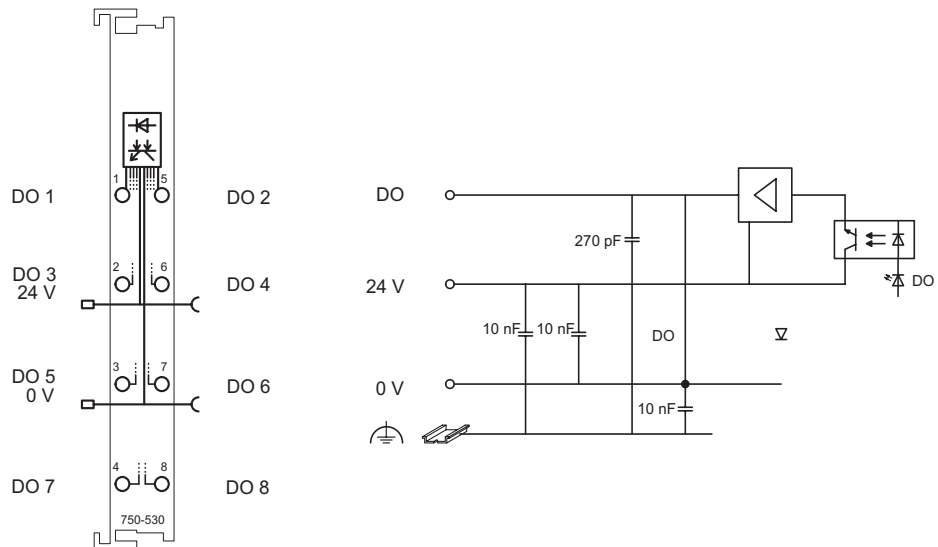 1
5
DO 1
DO 2
DO 3
24 V
2
6
DO 4
DO 5
0 V
3
7
DO 6
4
8
DO 7
DO 8
750-530
DO
270 pF
DO
24 V
10 nF
10 nF
DO
0 V
10 nF